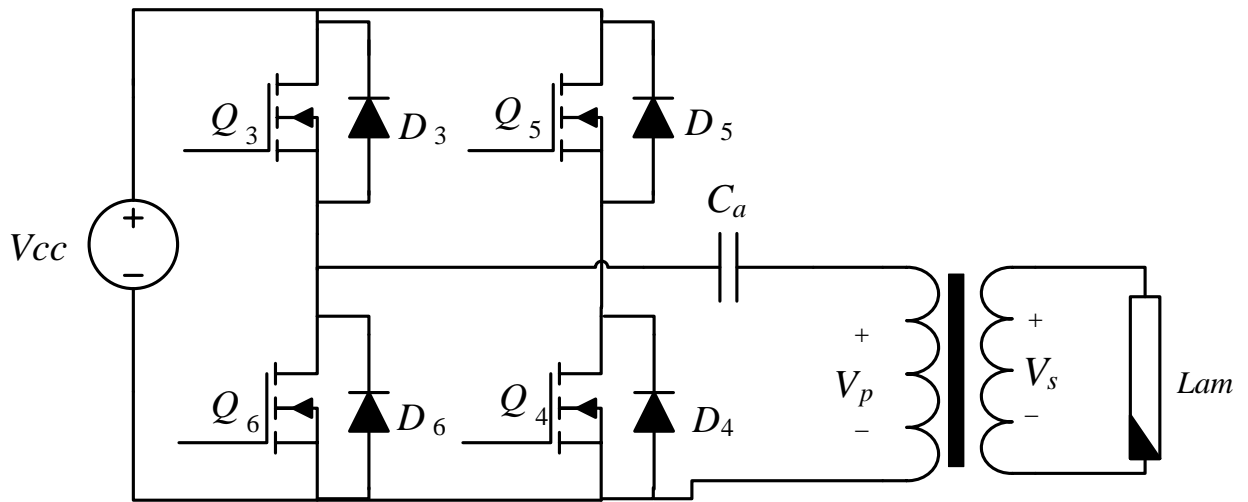 Q3
D3
Q5
D5
Ca
Vcc
+
−
+
Vp
−
+
Vs
−
Lam
Q6
D6
Q4
D4